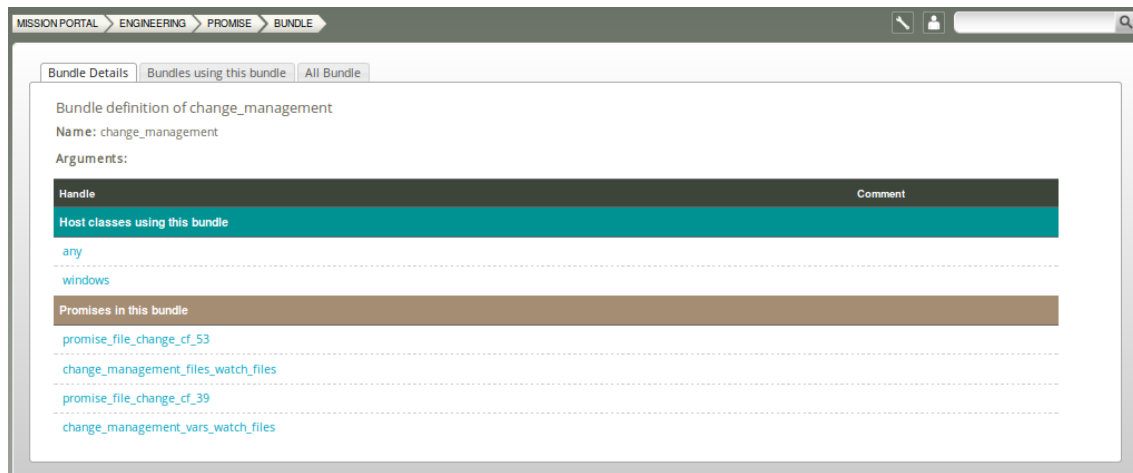 MISSION PORTAL ENGINEERING PROMISE BUNDLE
Bundle Details Bundles using this bundle All Bundle
Bundle definition of change_management
Name: change_management
Arguments:
Handle Comment
Host classes using this bundle
any
windows
Promises in this bundle
promise_file_change_cf_53
change_management_files_watch_files
promise_file_change_cf_39
change_management_vars_watch_files